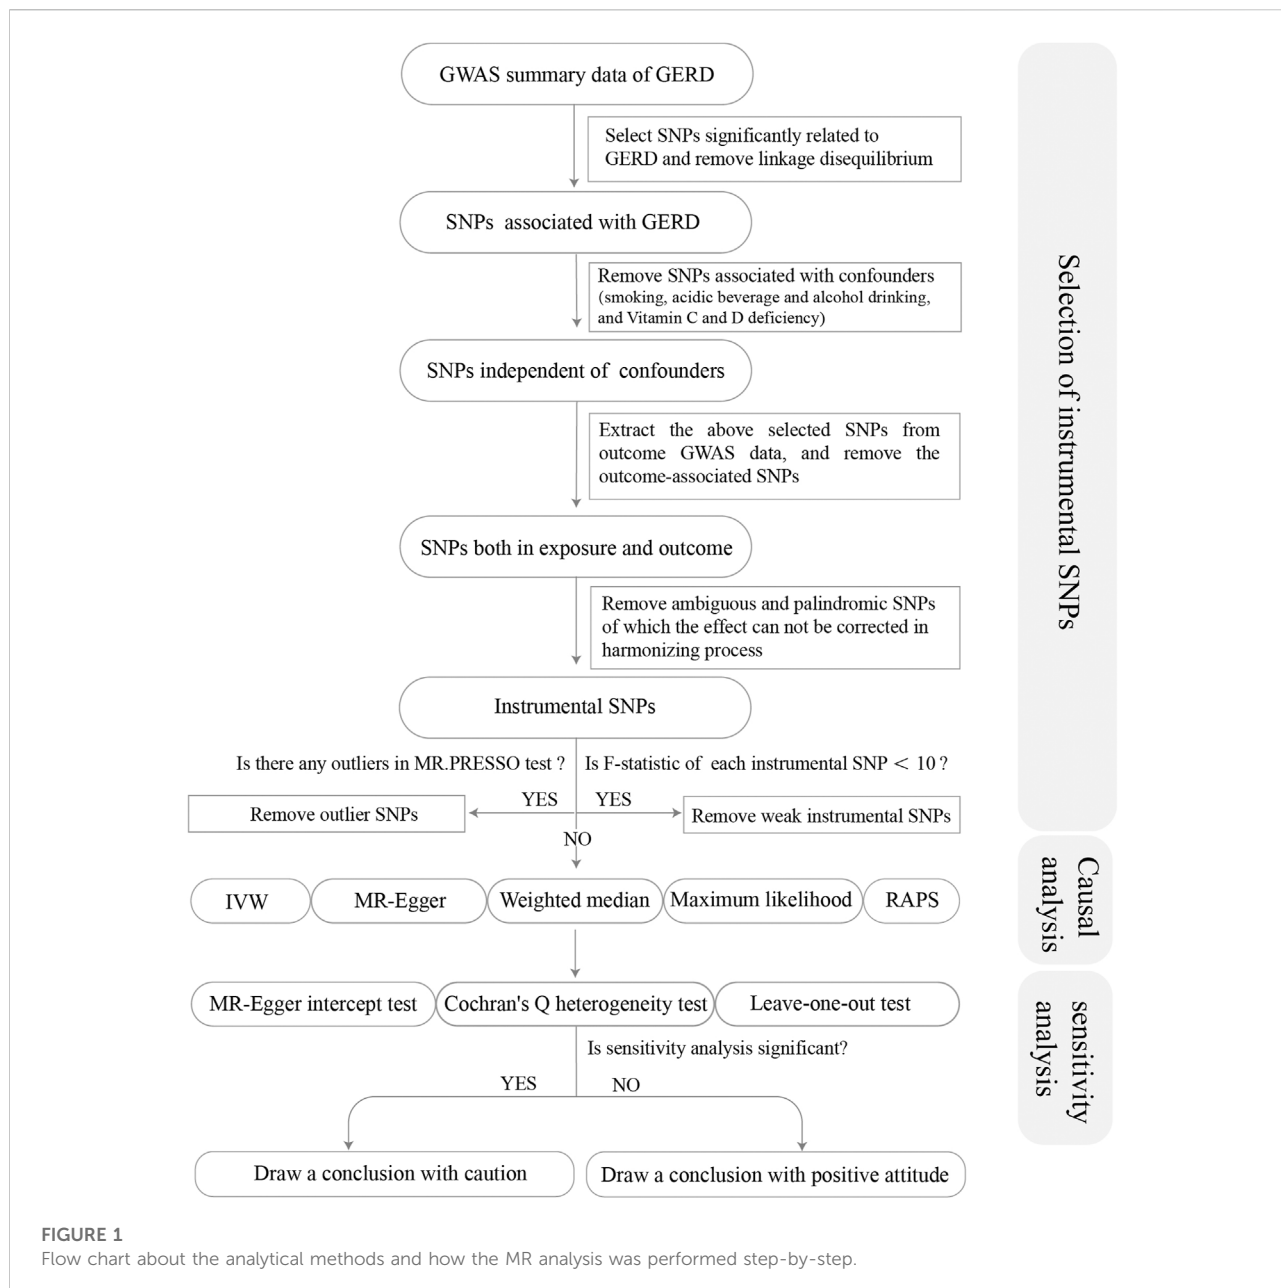 GWAS summary data of GERD
Select SNPs significantly related to
GERD and remove linkage disequilibrium
SNPs associated with GERD
Remove SNPs associated with confounders
(smoking, acidic beverage and alcohol drinking,
and Vitamin C and D deficiency)
SNPs independent of confounders
Extract the above selected SNPs from
outcome GWAS data, and remove the
outcome-associated SNPs
SNPs both in exposure and outcome
Remove ambiguous and palindromic SNPs
of which the effect can not be corrected in
harmonizing process
Instrumental SNPs
Selection of instrumental SNPs
Is there any outliers in MR.PRESSO test ?
Is F-statistic of each instrumental SNP < 10 ?
YES
YES
Remove outlier SNPs
Remove weak instrumental SNPs
NO
IVW
MR-Egger
Weighted median
Maximum likelihood
RAPS
Causal
analysis
MR-Egger intercept test
Cochran's Q heterogeneity test
Leave-one-out test
sensitivity
analysis
Is sensitivity analysis significant?
YES
NO
Draw a conclusion with caution
Draw a conclusion with positive attitude
FIGURE 1
Flow chart about the analytical methods and how the MR analysis was performed step-by-step.